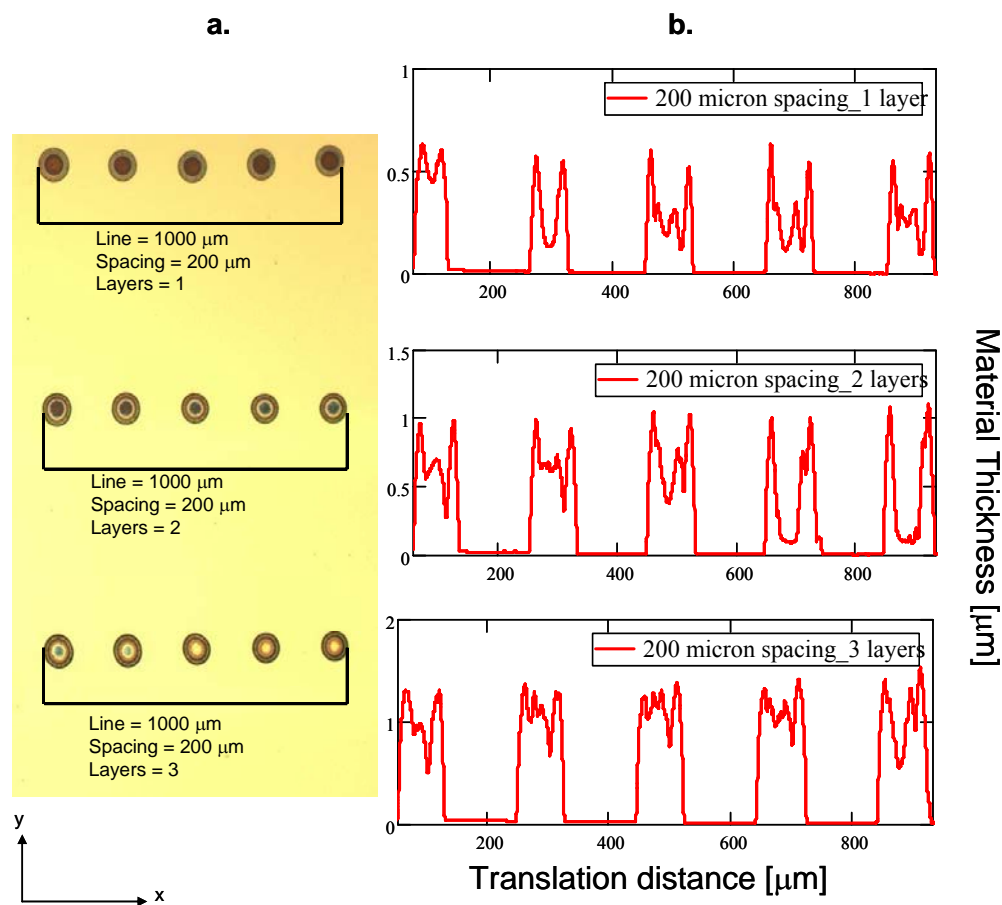 a.
Line = 1000 μm
Spacing = 200 μm
Layers = 1
Line = 1000 μm
Spacing = 200 μm
Layers = 2
Line = 1000 μm
Spacing = 200 μm
Layers = 3
y
x
b.
1
0.5
0
200 micron spacing_1 layer
200
400
600
800
1.5
1
0.5
0
200 micron spacing_2 layers
200
400
600
800
2
1
0
200 micron spacing_3 layers
200
400
600
800
Translation distance [μm]
Material Thickness [μm]